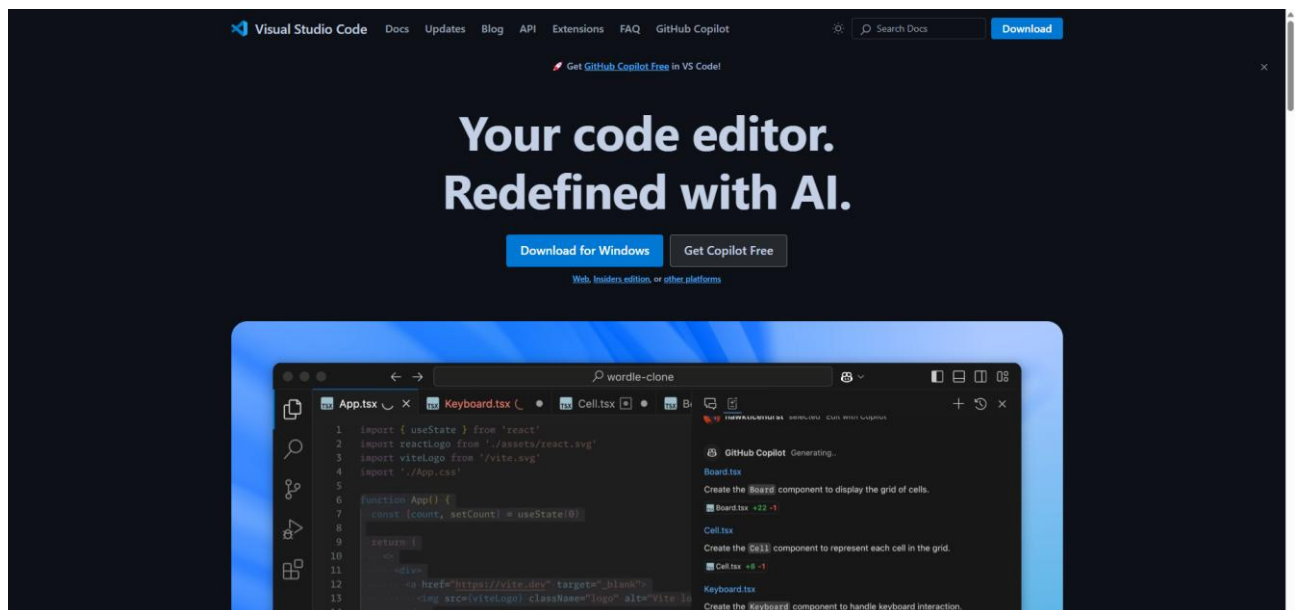 Visual Studio Code Docs Updates Blog API Extensions FAQ GitHub Copilot Search Docs Download
🚀 Get GitHub Copilot Free in VS Code!
Your code editor.
Redefined with AI.
Download for Windows Get Copilot Free
Web, Insiders edition, or other platforms
wordle-clone
App.tsx Keyboard.tsx Cell.tsx
selected Edit with Copilot
1 import { useState } from 'react'
2 import reactLogo from './assets/react.svg'
3 import viteLogo from '/vite.svg'
4 import './App.css'
5
6 function App() {
7 const [count, setCount] = useState(0)
8
9 return (
10 <>
11 <div>
12 <a href="https://vite.dev" target="_blank">
13 <img src={viteLogo} className="logo" alt="Vite lo
GitHub Copilot Generating..
Board.tsx
Create the Board component to display the grid of cells.
Board.tsx +22 -1
Cell.tsx
Create the Cell component to represent each cell in the grid.
Cell.tsx +8 -1
Keyboard.tsx
Create the Keyboard component to handle keyboard interaction.